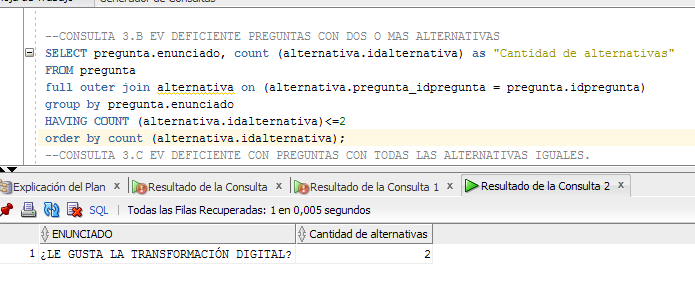 Generador de Consultas
--CONSULTA 3.B EV DEFICIENTE PREGUNTAS CON DOS O MAS ALTERNATIVAS
SELECT pregunta.enunciado, count (alternativa.idalternativa) as "Cantidad de alternativas"
FROM pregunta
full outer join alternativa on (alternativa.pregunta_idpregunta = pregunta.idpregunta)
group by pregunta.enunciado
HAVING COUNT (alternativa.idalternativa)<=2
order by count (alternativa.idalternativa);
--CONSULTA 3.C EV DEFICIENTE CON PREGUNTAS CON TODAS LAS ALTERNATIVAS IGUALES.
Explicación del Plan x Resultado de la Consulta x Resultado de la Consulta 1 x Resultado de la Consulta 2 x
SQL | Todas las Filas Recuperadas: 1 en 0,005 segundos
ENUNCIADO Cantidad de alternativas
1 ¿LE GUSTA LA TRANSFORMACIÓN DIGITAL? 2